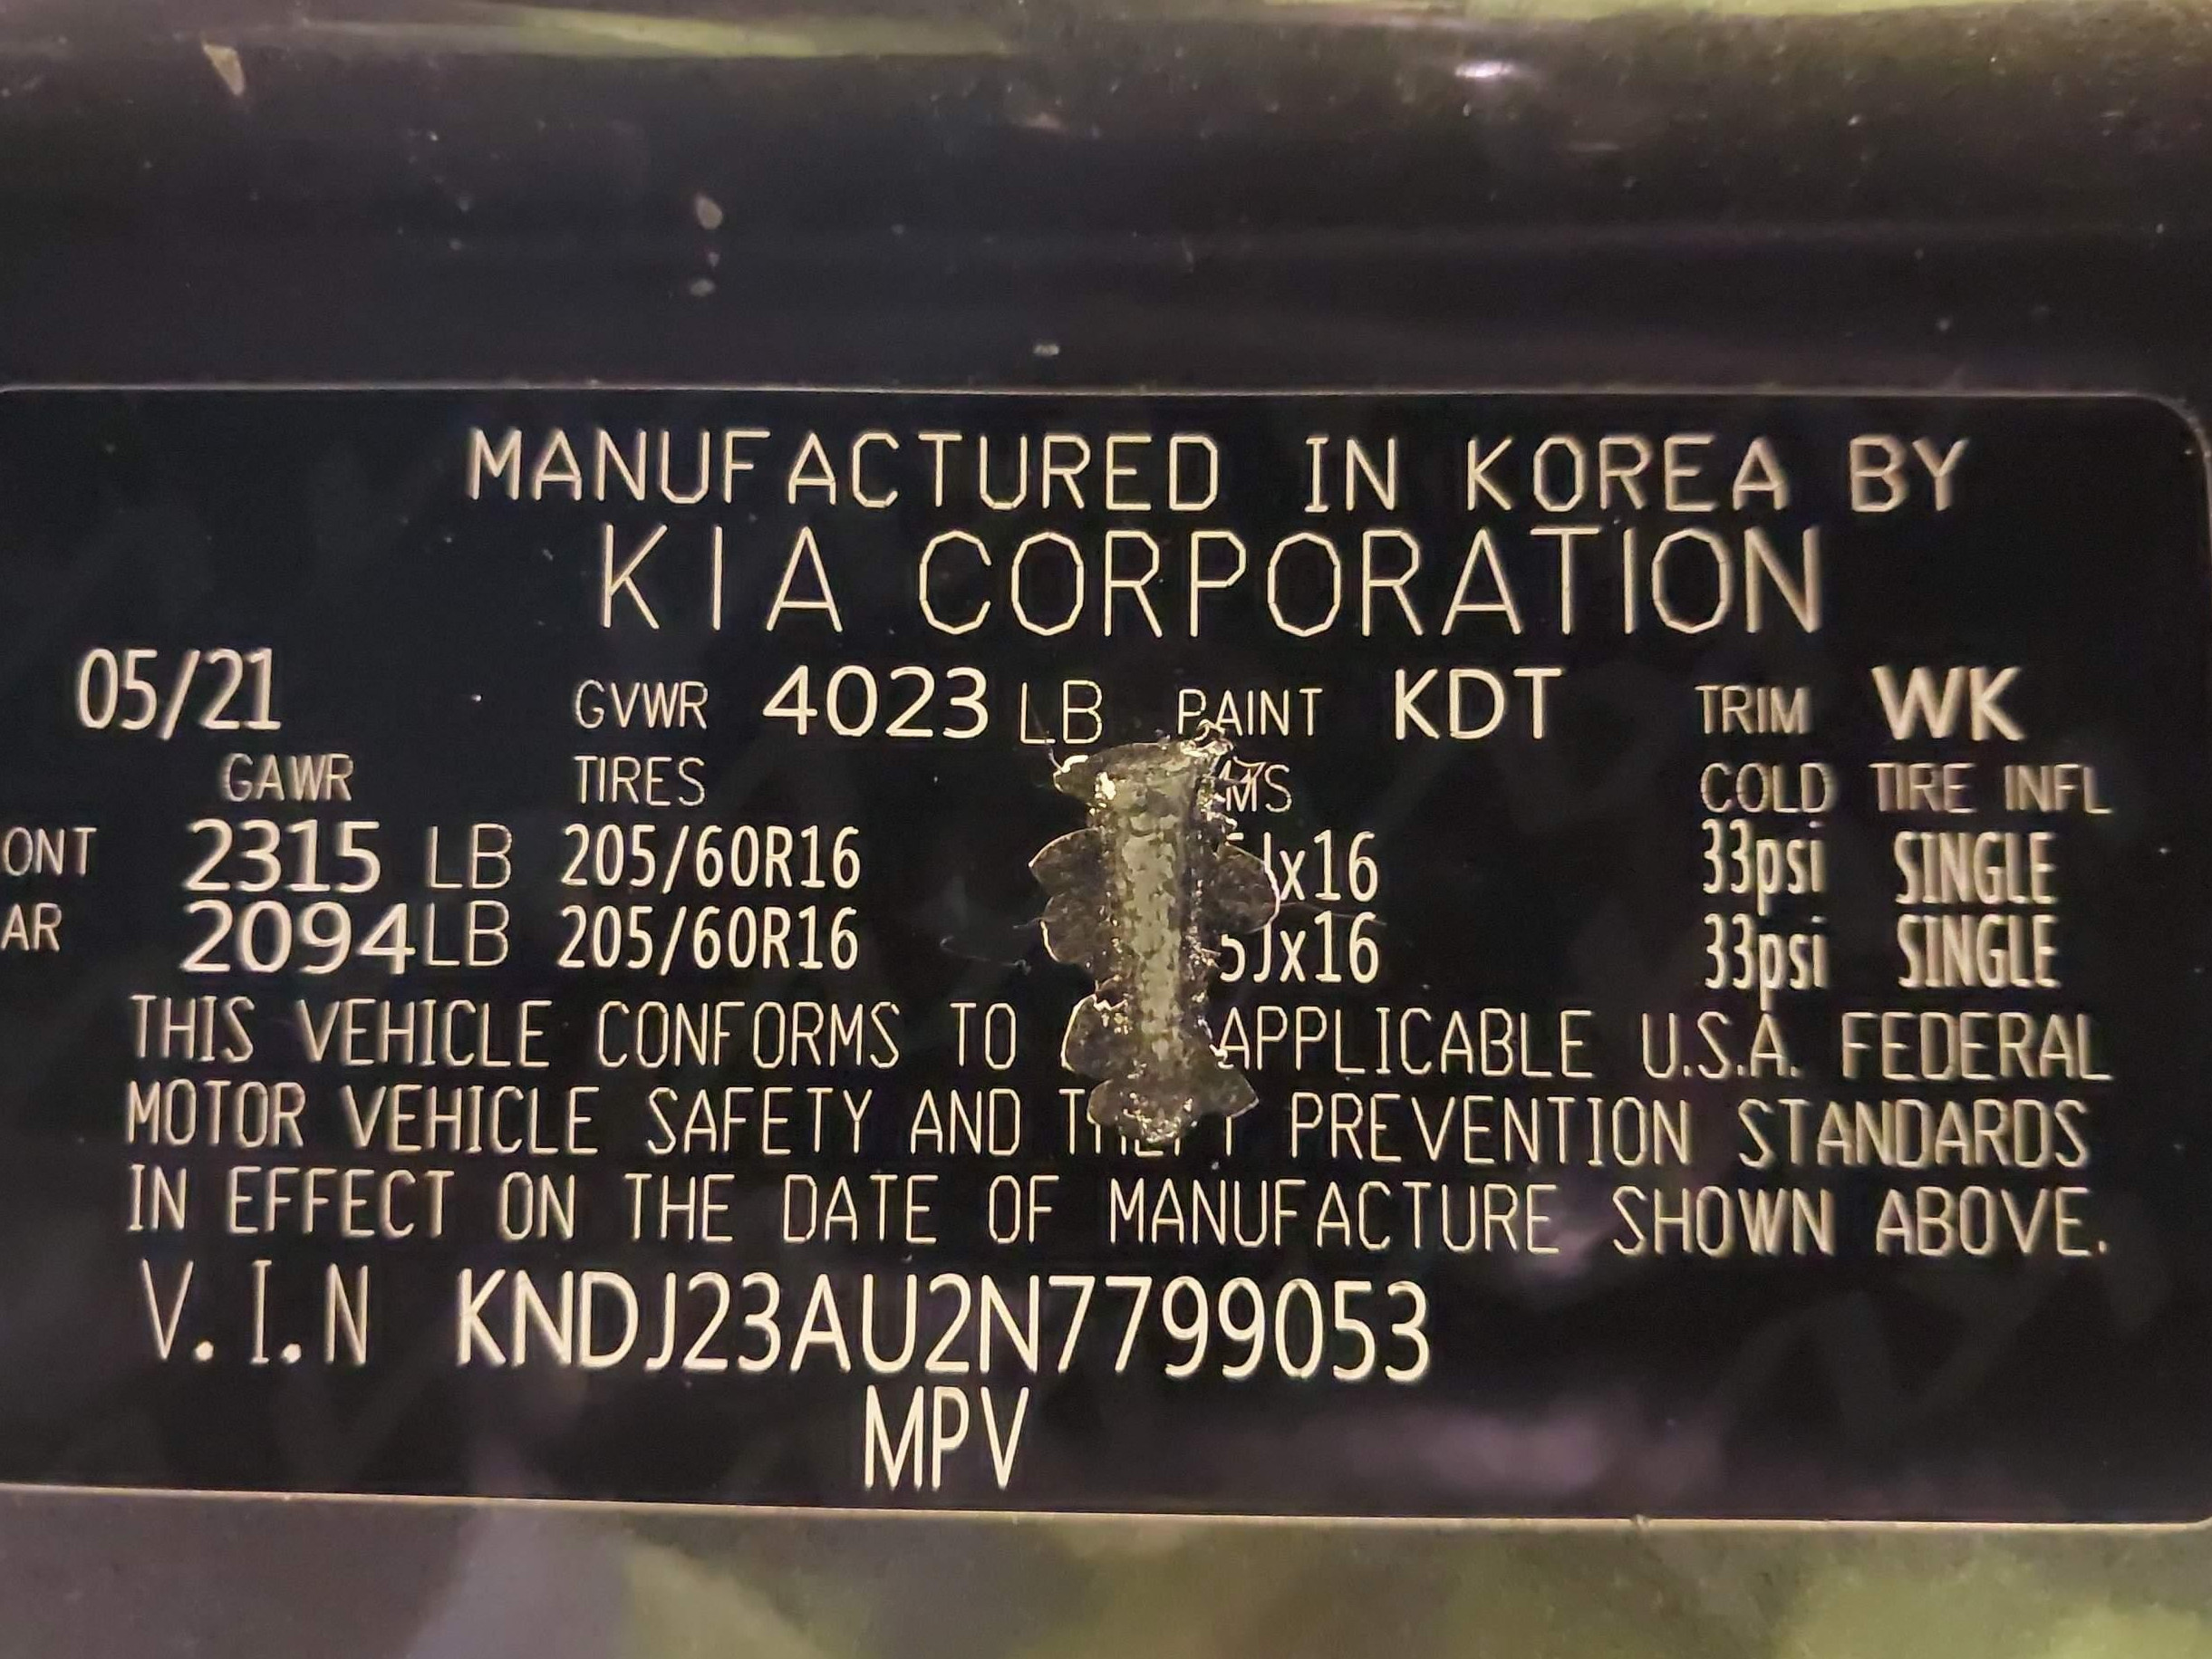 MANUFACTURED IN KOREA BY
KIA CORPORATION
05/21 GVWR 4023 LB PAINT KDT TRIM WK
GAWR TIRES COLD TIRE INFL
2315 LB 205/60R16 33psi SINGLE
2094 LB 205/60R16 5Jx16 33psi SINGLE
THIS VEHICLE CONFORMS TO APPLICABLE U.S.A. FEDERAL
MOTOR VEHICLE SAFETY AND THEFT PREVENTION STANDARDS
IN EFFECT ON THE DATE OF MANUFACTURE SHOWN ABOVE.
V.I.N KNDJ23AU2N7799053
MPV